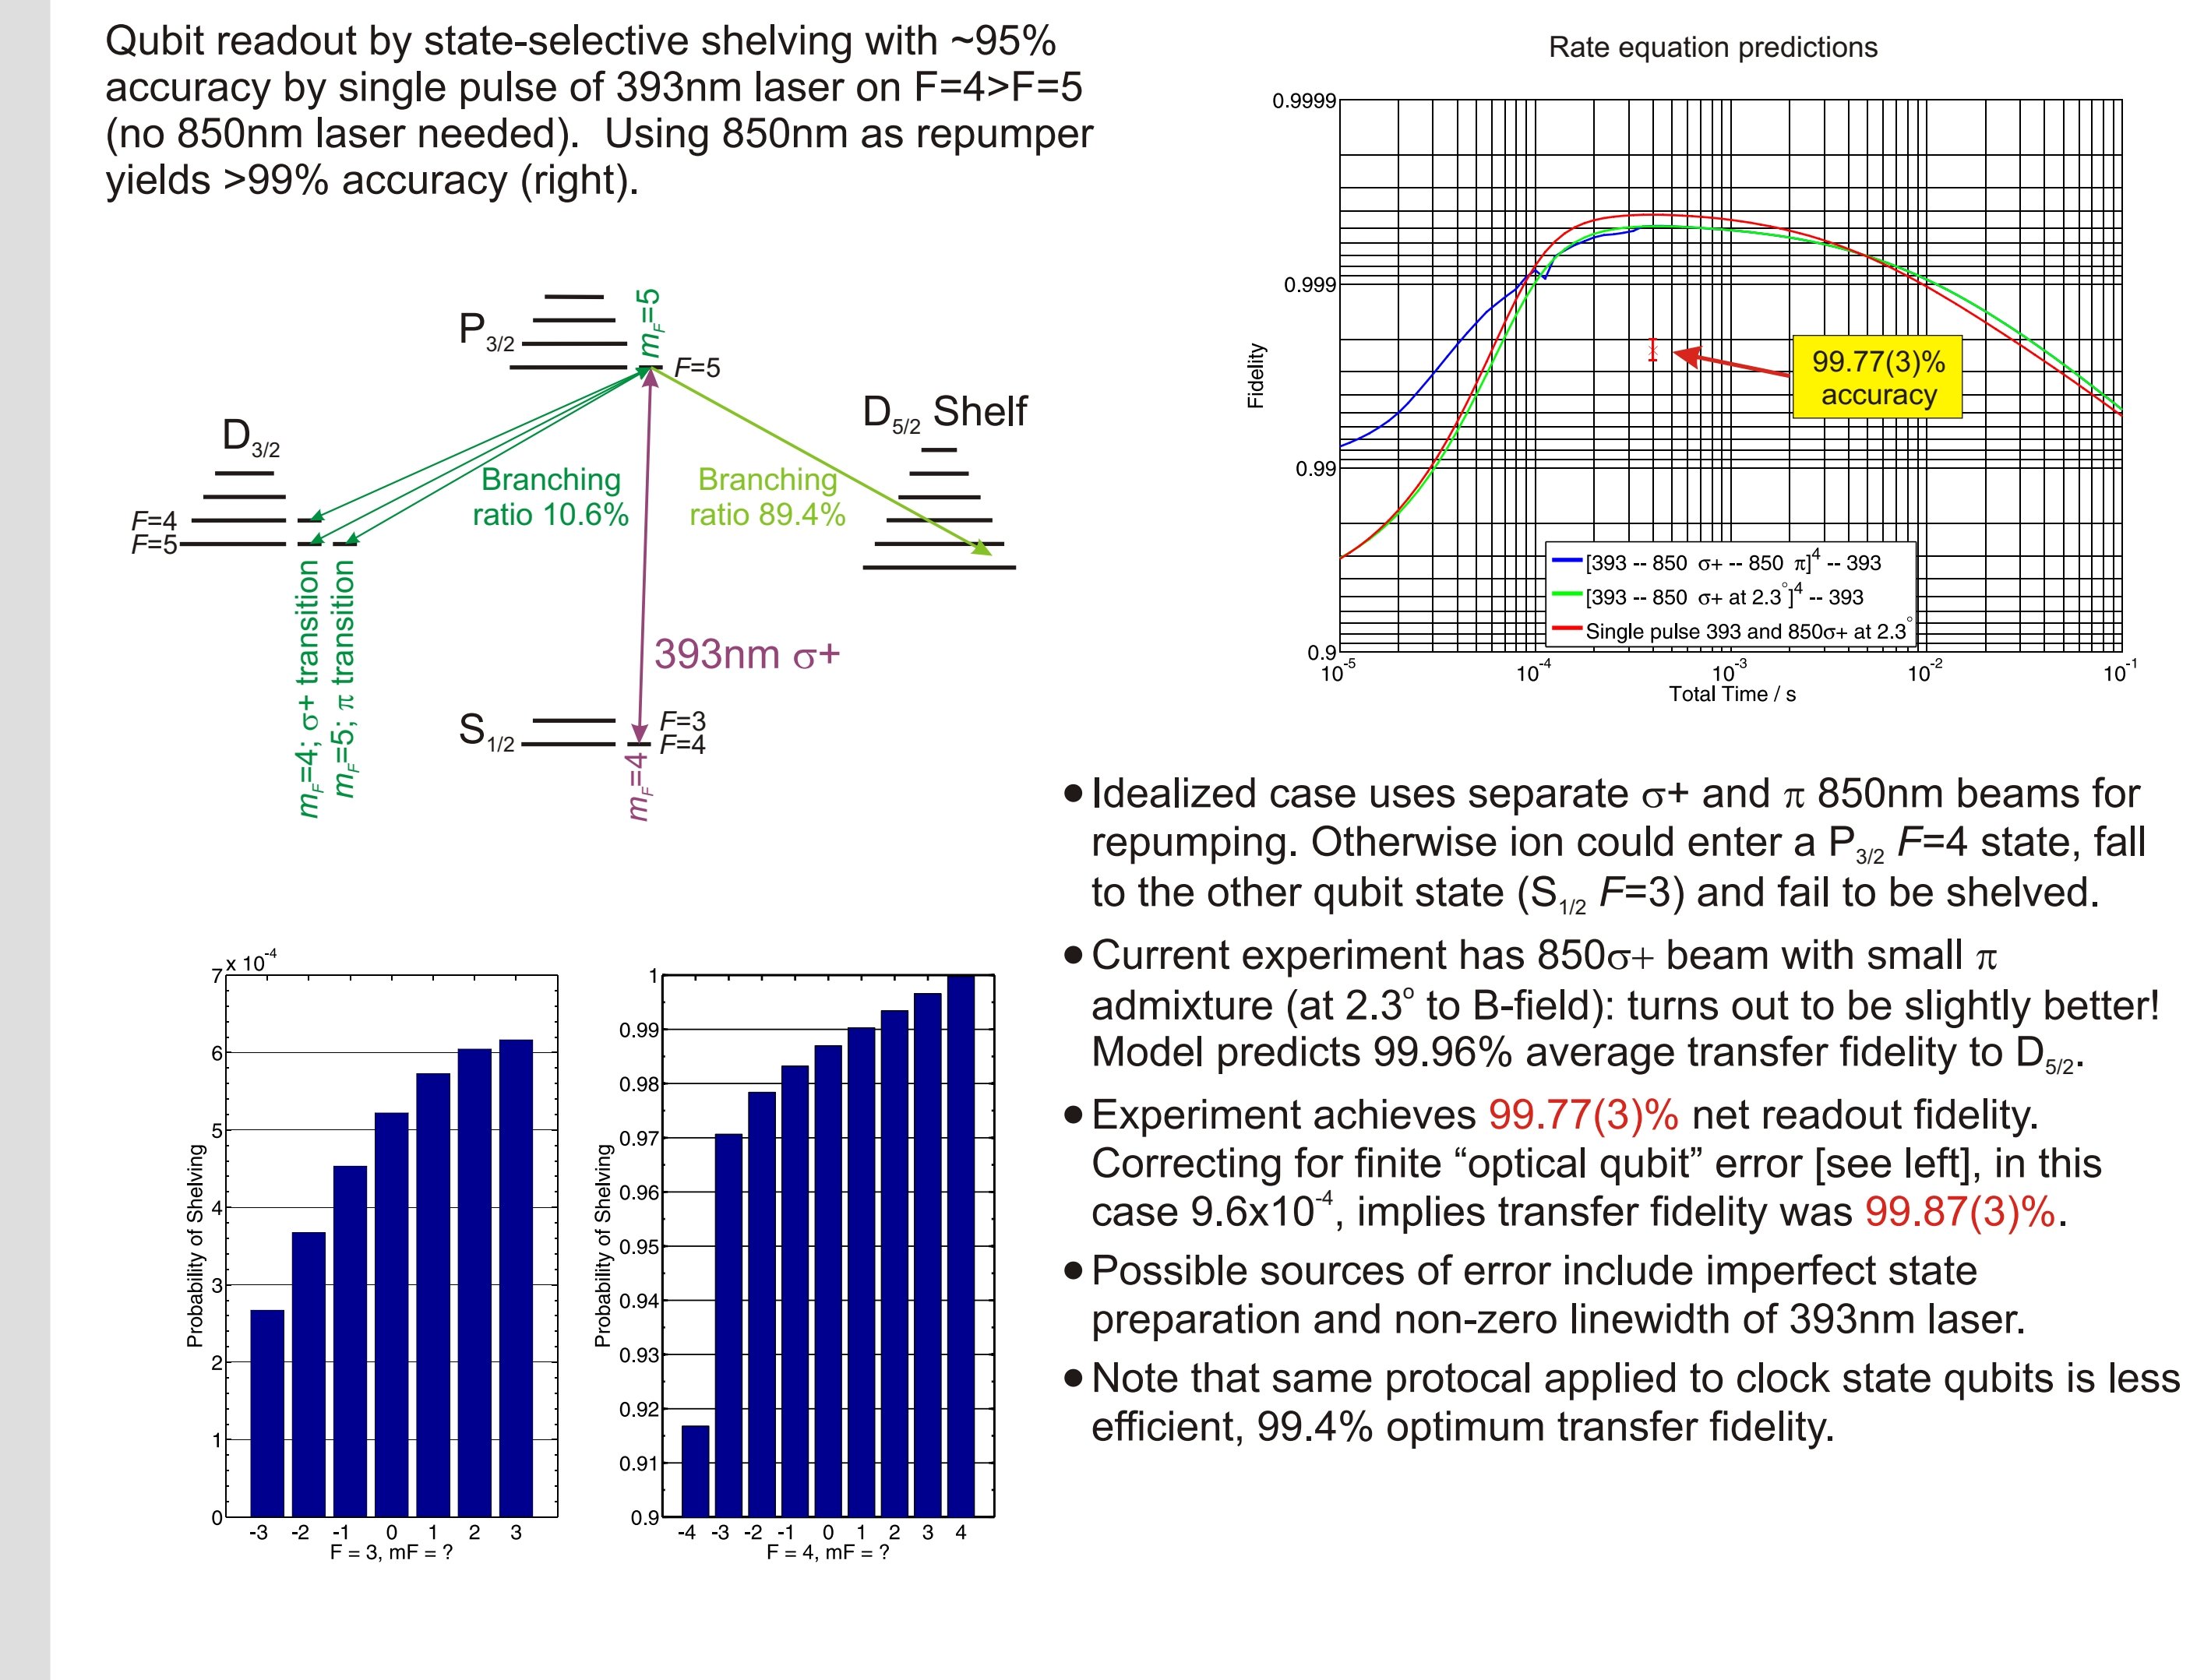 Qubit readout by state-selective shelving with ~95%
accuracy by single pulse of 393nm laser on F=4>F=5
(no 850nm laser needed).  Using 850nm as repumper
yields >99% accuracy (right).
P3/2
mF=5
F=5
D3/2
D5/2 Shelf
Branching
ratio 10.6%
Branching
ratio 89.4%
F=4
F=5
mF=4; σ+ transition
mF=5; π transition
393nm σ+
S1/2
F=3
F=4
mF=4
Rate equation predictions
0.9999
0.999
0.99
0.9
Fidelity
99.77(3)%
accuracy
[393 -- 850 σ+ -- 850 π]4 -- 393
[393 -- 850 σ+ at 2.3°]4 -- 393
Single pulse 393 and 850σ+ at 2.3°
10-5 10-4 10-3 10-2 10-1
Total Time / s
x 10-4
7
6
5
4
3
2
1
0
Probability of Shelving
-3 -2 -1 0 1 2 3
F = 3, mF = ?
1
0.99
0.98
0.97
0.96
0.95
0.94
0.93
0.92
0.91
0.9
Probability of Shelving
-4 -3 -2 -1 0 1 2 3 4
F = 4, mF = ?
•Idealized case uses separate σ+ and π 850nm beams for
repumping. Otherwise ion could enter a P3/2 F=4 state, fall
to the other qubit state (S1/2 F=3) and fail to be shelved.
•Current experiment has 850σ+ beam with small π
admixture (at 2.3° to B-field): turns out to be slightly better!
Model predicts 99.96% average transfer fidelity to D5/2.
•Experiment achieves 99.77(3)% net readout fidelity.
Correcting for finite “optical qubit” error [see left], in this
case 9.6x10-4, implies transfer fidelity was 99.87(3)%.
•Possible sources of error include imperfect state
preparation and non-zero linewidth of 393nm laser.
•Note that same protocal applied to clock state qubits is less
efficient, 99.4% optimum transfer fidelity.